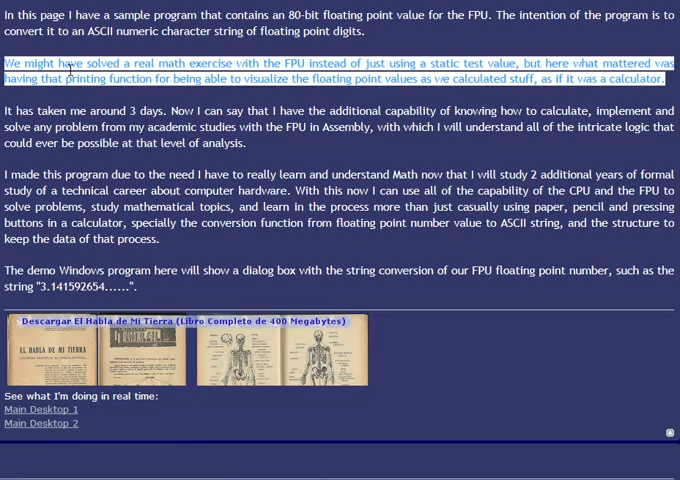 In this page I have a sample program that contains an 80-bit floating point value for the FPU. The intention of the program is to
convert it to an ASCII numeric character string of floating point digits.
We might have solved a real math exercise with the FPU instead of just using a static test value, but here what mattered was
having that printing function for being able to visualize the floating point values as we calculated stuff, as if it was a calculator.
It has taken me around 3 days. Now I can say that I have the additional capability of knowing how to calculate, implement and
solve any problem from my academic studies with the FPU in Assembly, with which I will understand all of the intricate logic that
could ever be possible at that level of analysis.
I made this program due to the need I have to really learn and understand Math now that I will study 2 additional years of formal
study of a technical career about computer hardware. With this now I can use all of the capability of the CPU and the FPU to
solve problems, study mathematical topics, and learn in the process more than just casually using paper, pencil and pressing
buttons in a calculator, specially the conversion function from floating point number value to ASCII string, and the structure to
keep the data of that process.
The demo Windows program here will show a dialog box with the string conversion of our FPU floating point number, such as the
string "3.141592654......".
Descargar El Habla de Mi Tierra (Libro Completo de 400 Megabytes)
EL HABLA DE MI TIERRA
See what I'm doing in real time:
Main Desktop 1
Main Desktop 2